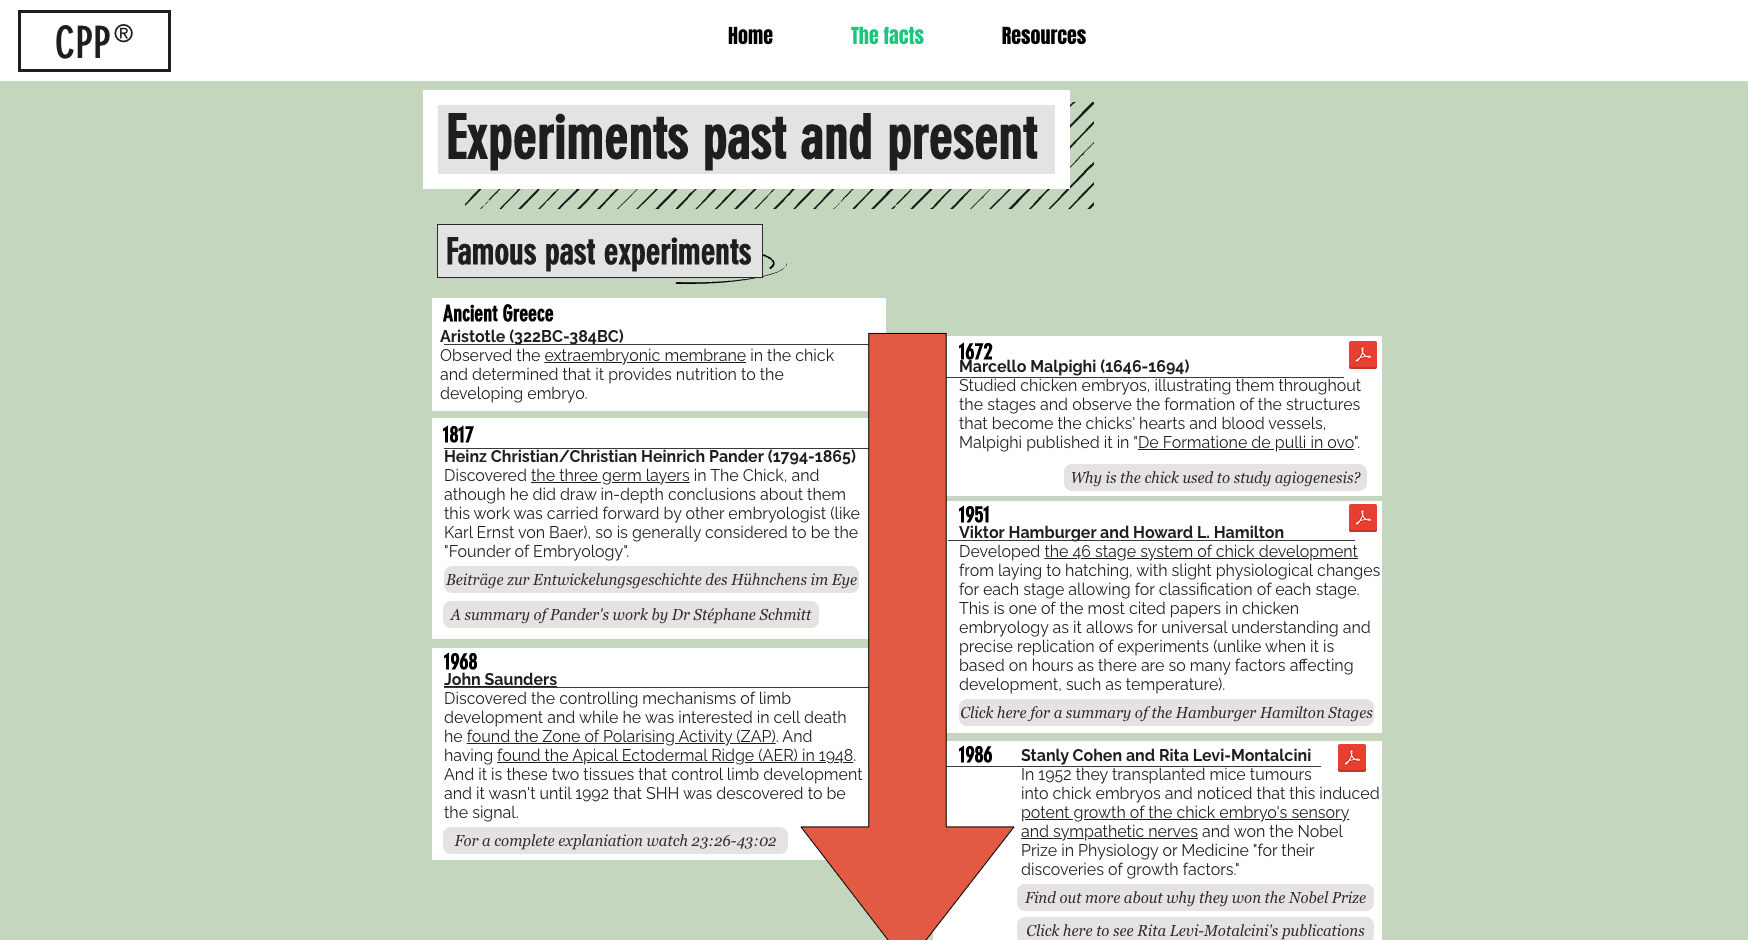 CPP®
Home
The facts
Resources
Experiments past and present
Famous past experiments
Ancient Greece
Aristotle (322BC-384BC)
Observed the extraembryonic membrane in the chick
and determined that it provides nutrition to the
developing embryo.
1672
Marcello Malpighi (1646-1694)
Studied chicken embryos, illustrating them throughout
the stages and observe the formation of the structures
that become the chicks' hearts and blood vessels,
Malpighi published it in "De Formatione de pulli in ovo".
Why is the chick used to study agiogenesis?
1817
Heinz Christian/Christian Heinrich Pander (1794-1865)
Discovered the three germ layers in The Chick, and
athough he did draw in-depth conclusions about them
this work was carried forward by other embryologist (like
Karl Ernst von Baer), so is generally considered to be the
"Founder of Embryology".
Beiträge zur Entwickelungsgeschichte des Hühnchens im Eye
A summary of Pander's work by Dr Stéphane Schmitt
1951
Viktor Hamburger and Howard L. Hamilton
Developed the 46 stage system of chick development
from laying to hatching, with slight physiological changes
for each stage allowing for classification of each stage.
This is one of the most cited papers in chicken
embryology as it allows for universal understanding and
precise replication of experiments (unlike when it is
based on hours as there are so many factors affecting
development, such as temperature).
Click here for a summary of the Hamburger Hamilton Stages
1968
John Saunders
Discovered the controlling mechanisms of limb
development and while he was interested in cell death
he found the Zone of Polarising Activity (ZAP). And
having found the Apical Ectodermal Ridge (AER) in 1948.
And it is these two tissues that control limb development
and it wasn't until 1992 that SHH was descovered to be
the signal.
For a complete explaniation watch 23:26-43:02
1986
Stanly Cohen and Rita Levi-Montalcini
In 1952 they transplanted mice tumours
into chick embryos and noticed that this induced
potent growth of the chick embryo's sensory
and sympathetic nerves and won the Nobel
Prize in Physiology or Medicine "for their
discoveries of growth factors."
Find out more about why they won the Nobel Prize
Click here to see Rita Levi-Motalcini's publications